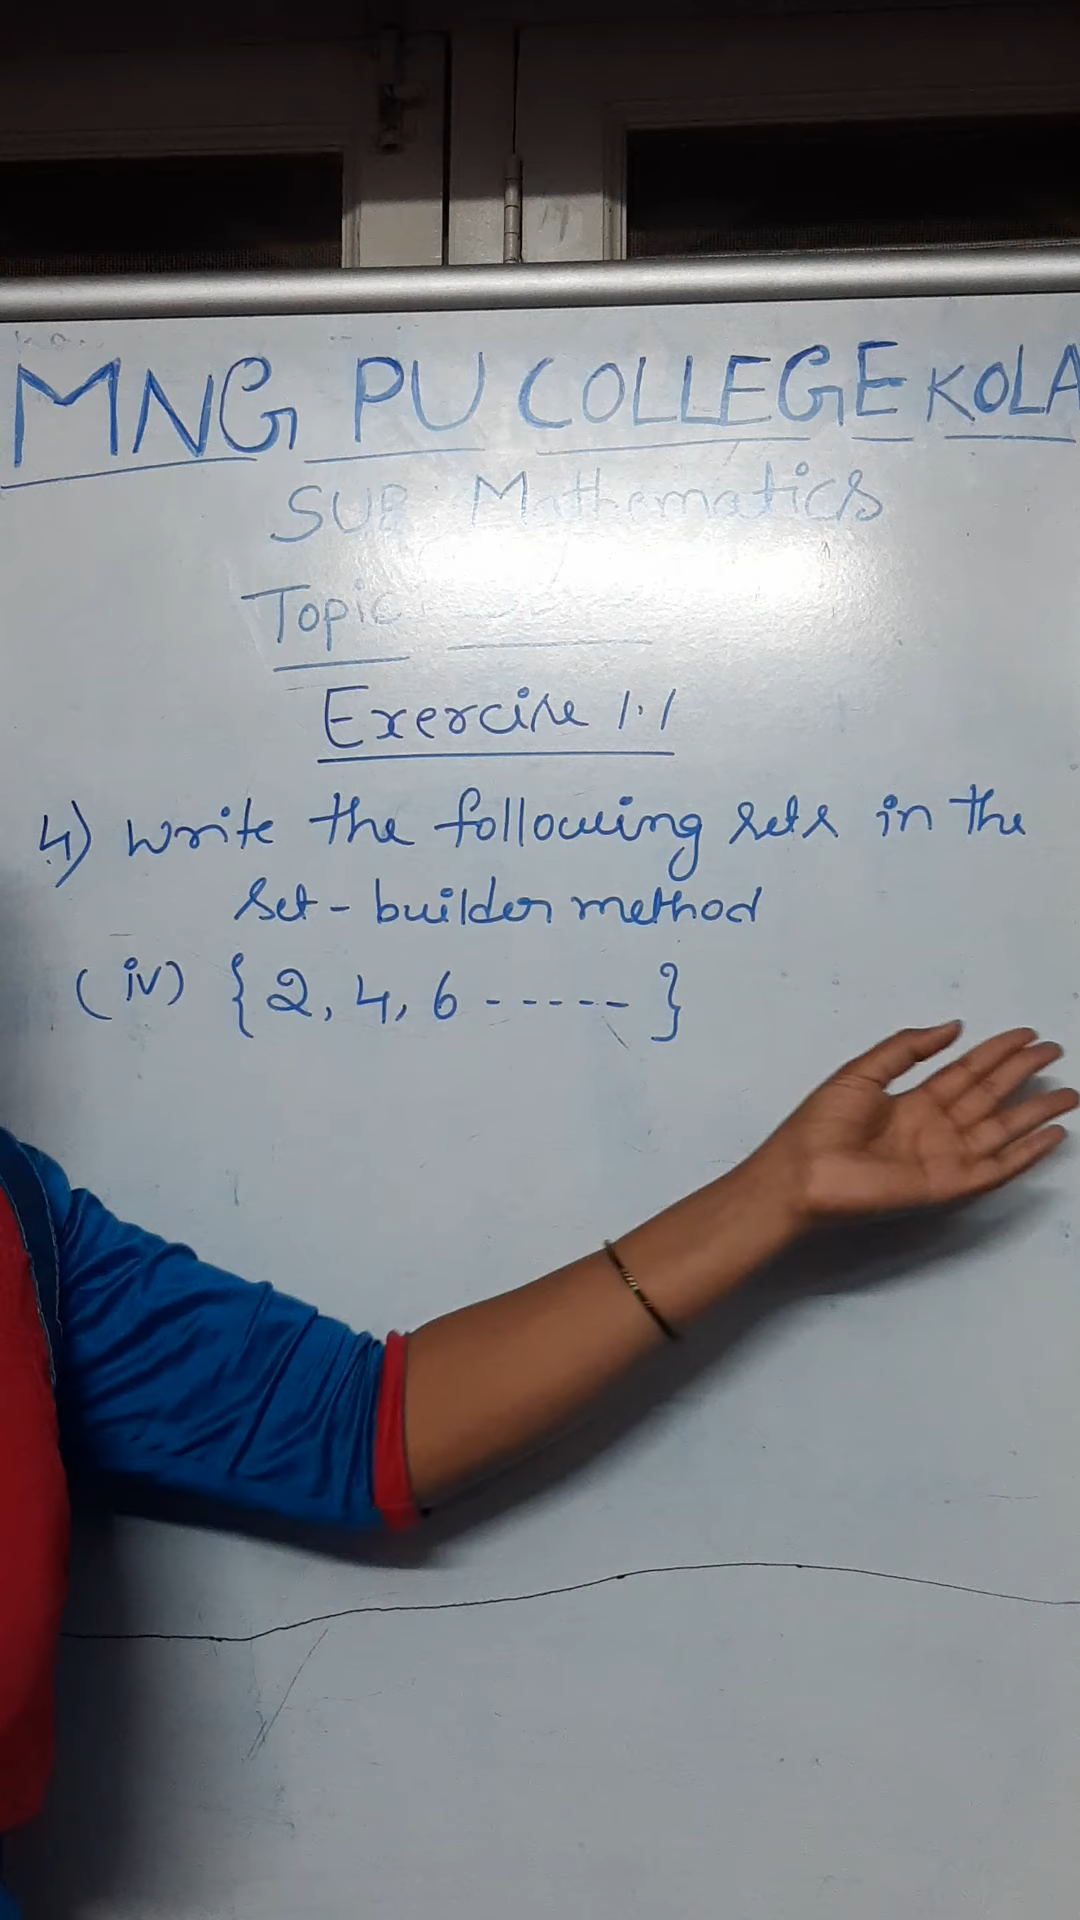 MNG PU COLLEGE KOLA
SUB: Mathematics
Topic
Exercise 1.1
4) Write the following sets in the
set - builder method
(iv) { 2, 4, 6 ----- }